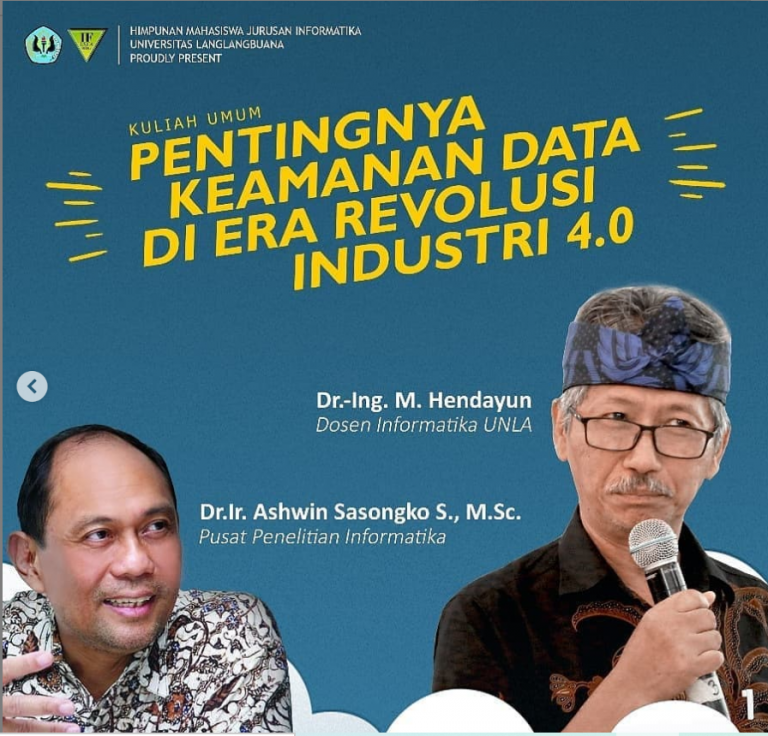 HIMPUNAN MAHASISWA JURUSAN INFORMATIKA
UNIVERSITAS LANGLANGBUANA
PROUDLY PRESENT
KULIAH UMUM
PENTINGNYA
KEAMANAN DATA
DI ERA REVOLUSI
INDUSTRI 4.0
Dr.-Ing. M. Hendayun
Dosen Informatika UNLA
Dr.Ir. Ashwin Sasongko S., M.Sc.
Pusat Penelitian Informatika
1